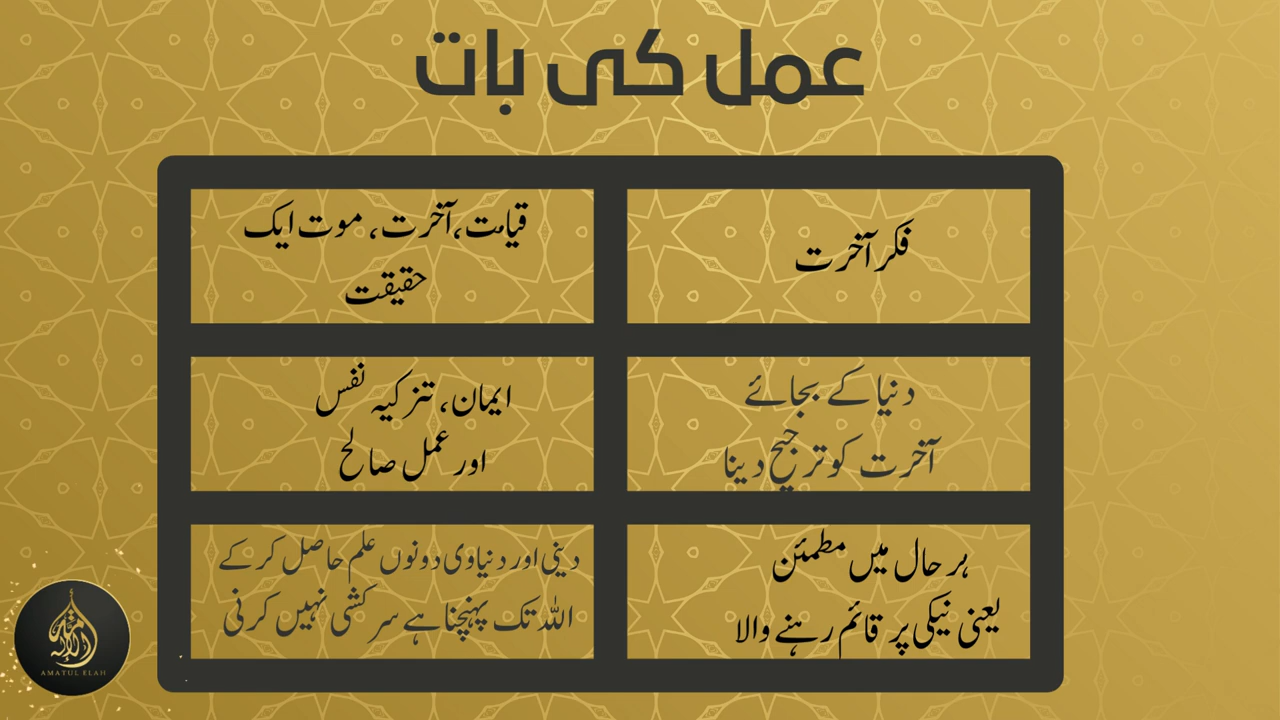 عمل کی بات
فکر آخرت
قیامت، آخرت، موت ایک
حقیقت
دنیا کے بجائے
آخرت کو ترجیح دینا
ایمان، تزکیہ نفس
اور عمل صالح
ہر حال میں مطمئن
یعنی نیکی پر قائم رہنے والا
دینی اور دنیاوی دونوں علم حاصل کر کے
اللہ تک پہنچنا ہے سرکشی نہیں کرنی
AMATUL ELAH